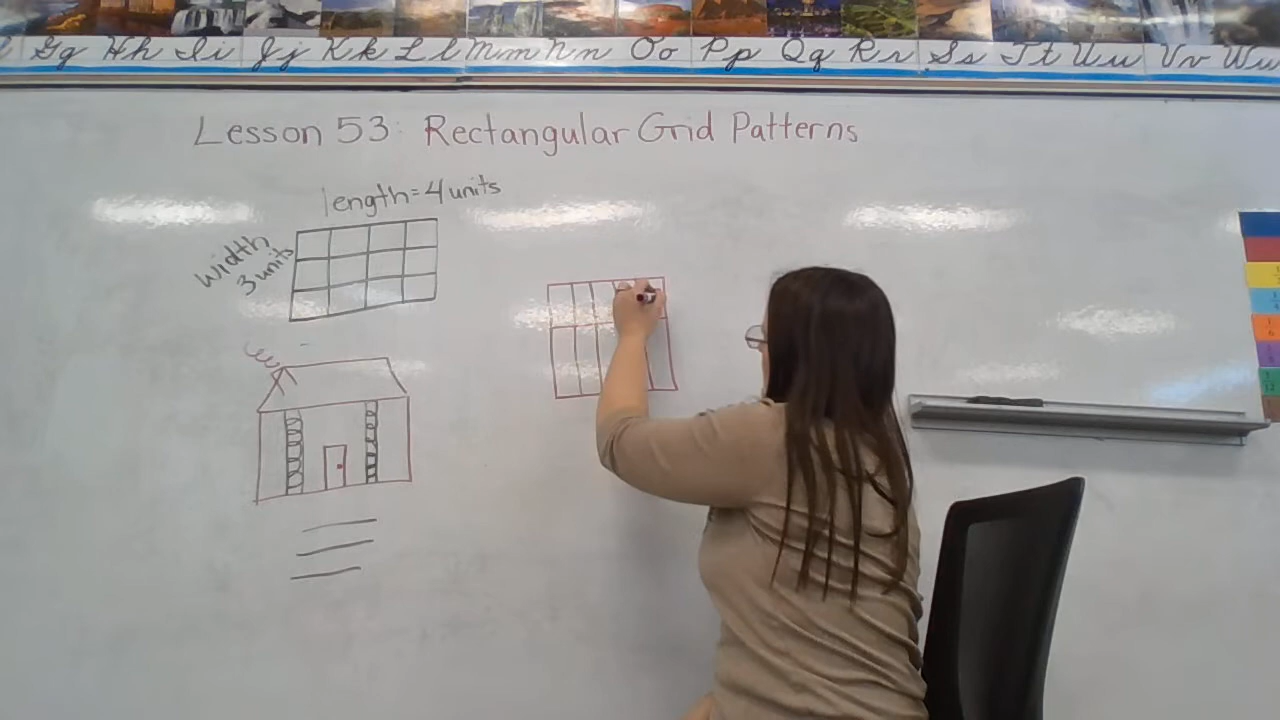 Gg Hh Ii Jj Kk Ll Mm Nn Oo Pp Qq Rr Ss Tt Uu Vv Ww
Lesson 53: Rectangular Grid Patterns
length = 4 units
Width
3 units